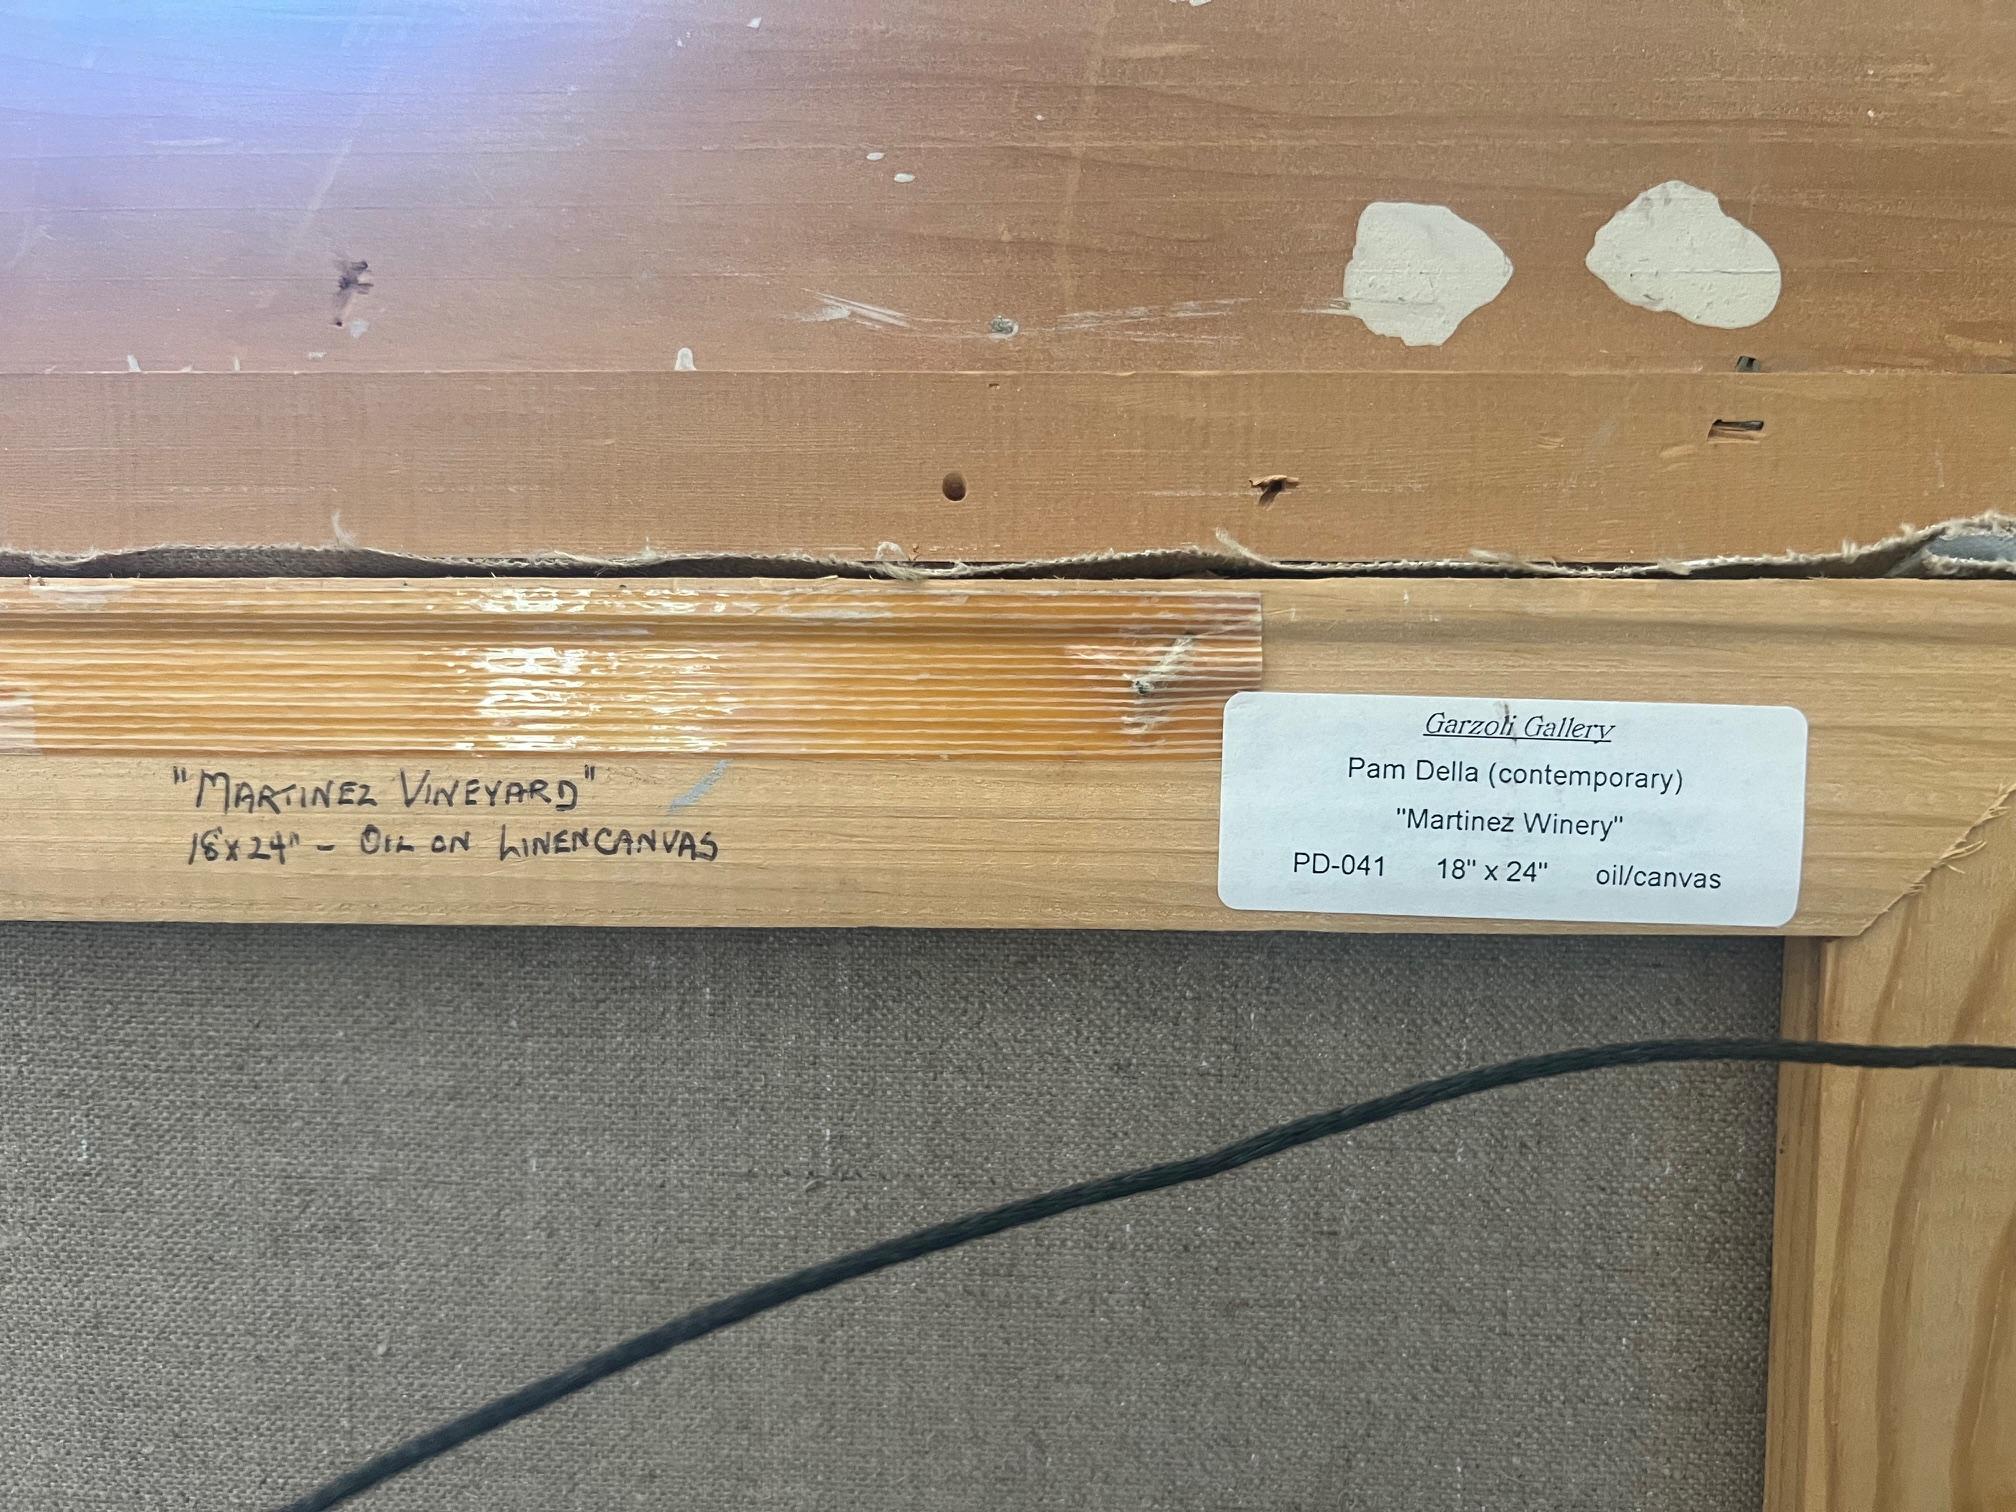 "MARTINEZ VINEYARD"
18x24" - OIL ON LINENCANVAS
Garzoli Gallery
Pam Della (contemporary)
"Martinez Winery"
PD-041 18" x 24" oil/canvas